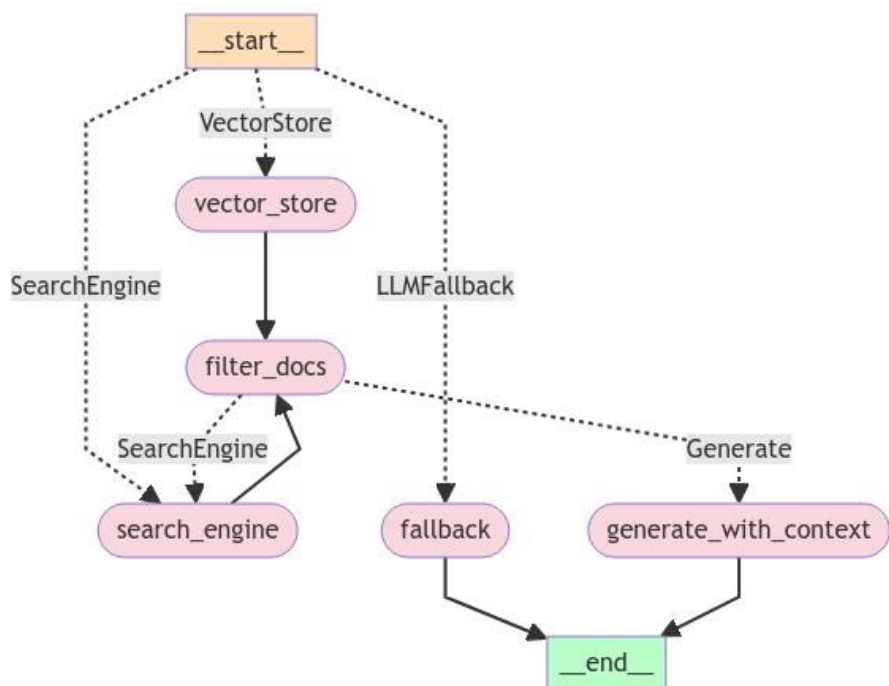 __start__
VectorStore
vector_store
SearchEngine
LLMFallback
filter_docs
SearchEngine
Generate
search_engine
fallback
generate_with_context
__end__